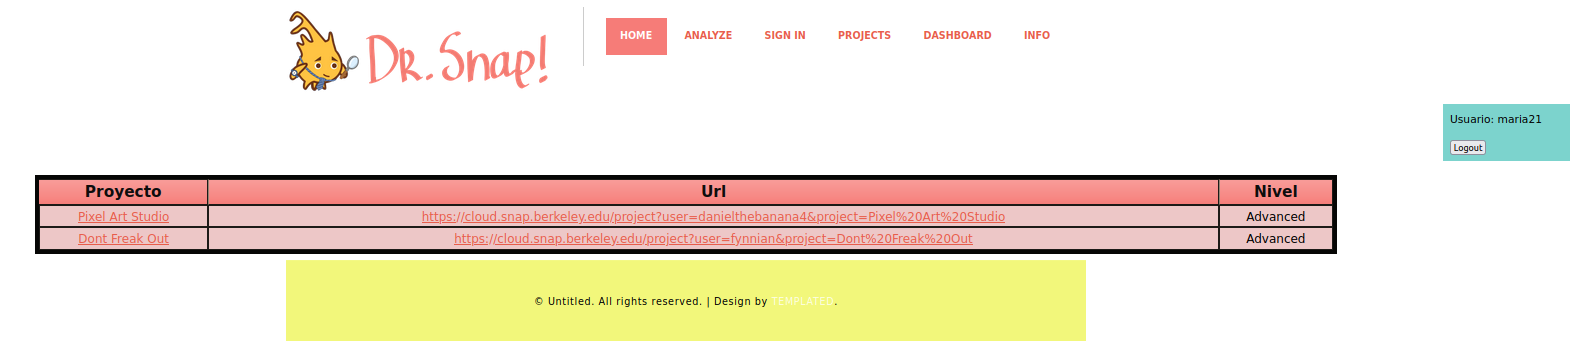 Dr. Snap!
HOME ANALYZE SIGN IN PROJECTS DASHBOARD INFO
Usuario: maria21
Logout
Proyecto Url Nivel
Pixel Art Studio https://cloud.snap.berkeley.edu/project?user=danielthebanana4&project=Pixel%20Art%20Studio Advanced
Dont Freak Out https://cloud.snap.berkeley.edu/project?user=fynnian&project=Dont%20Freak%20Out Advanced
© Untitled. All rights reserved. | Design by TEMPLATED.